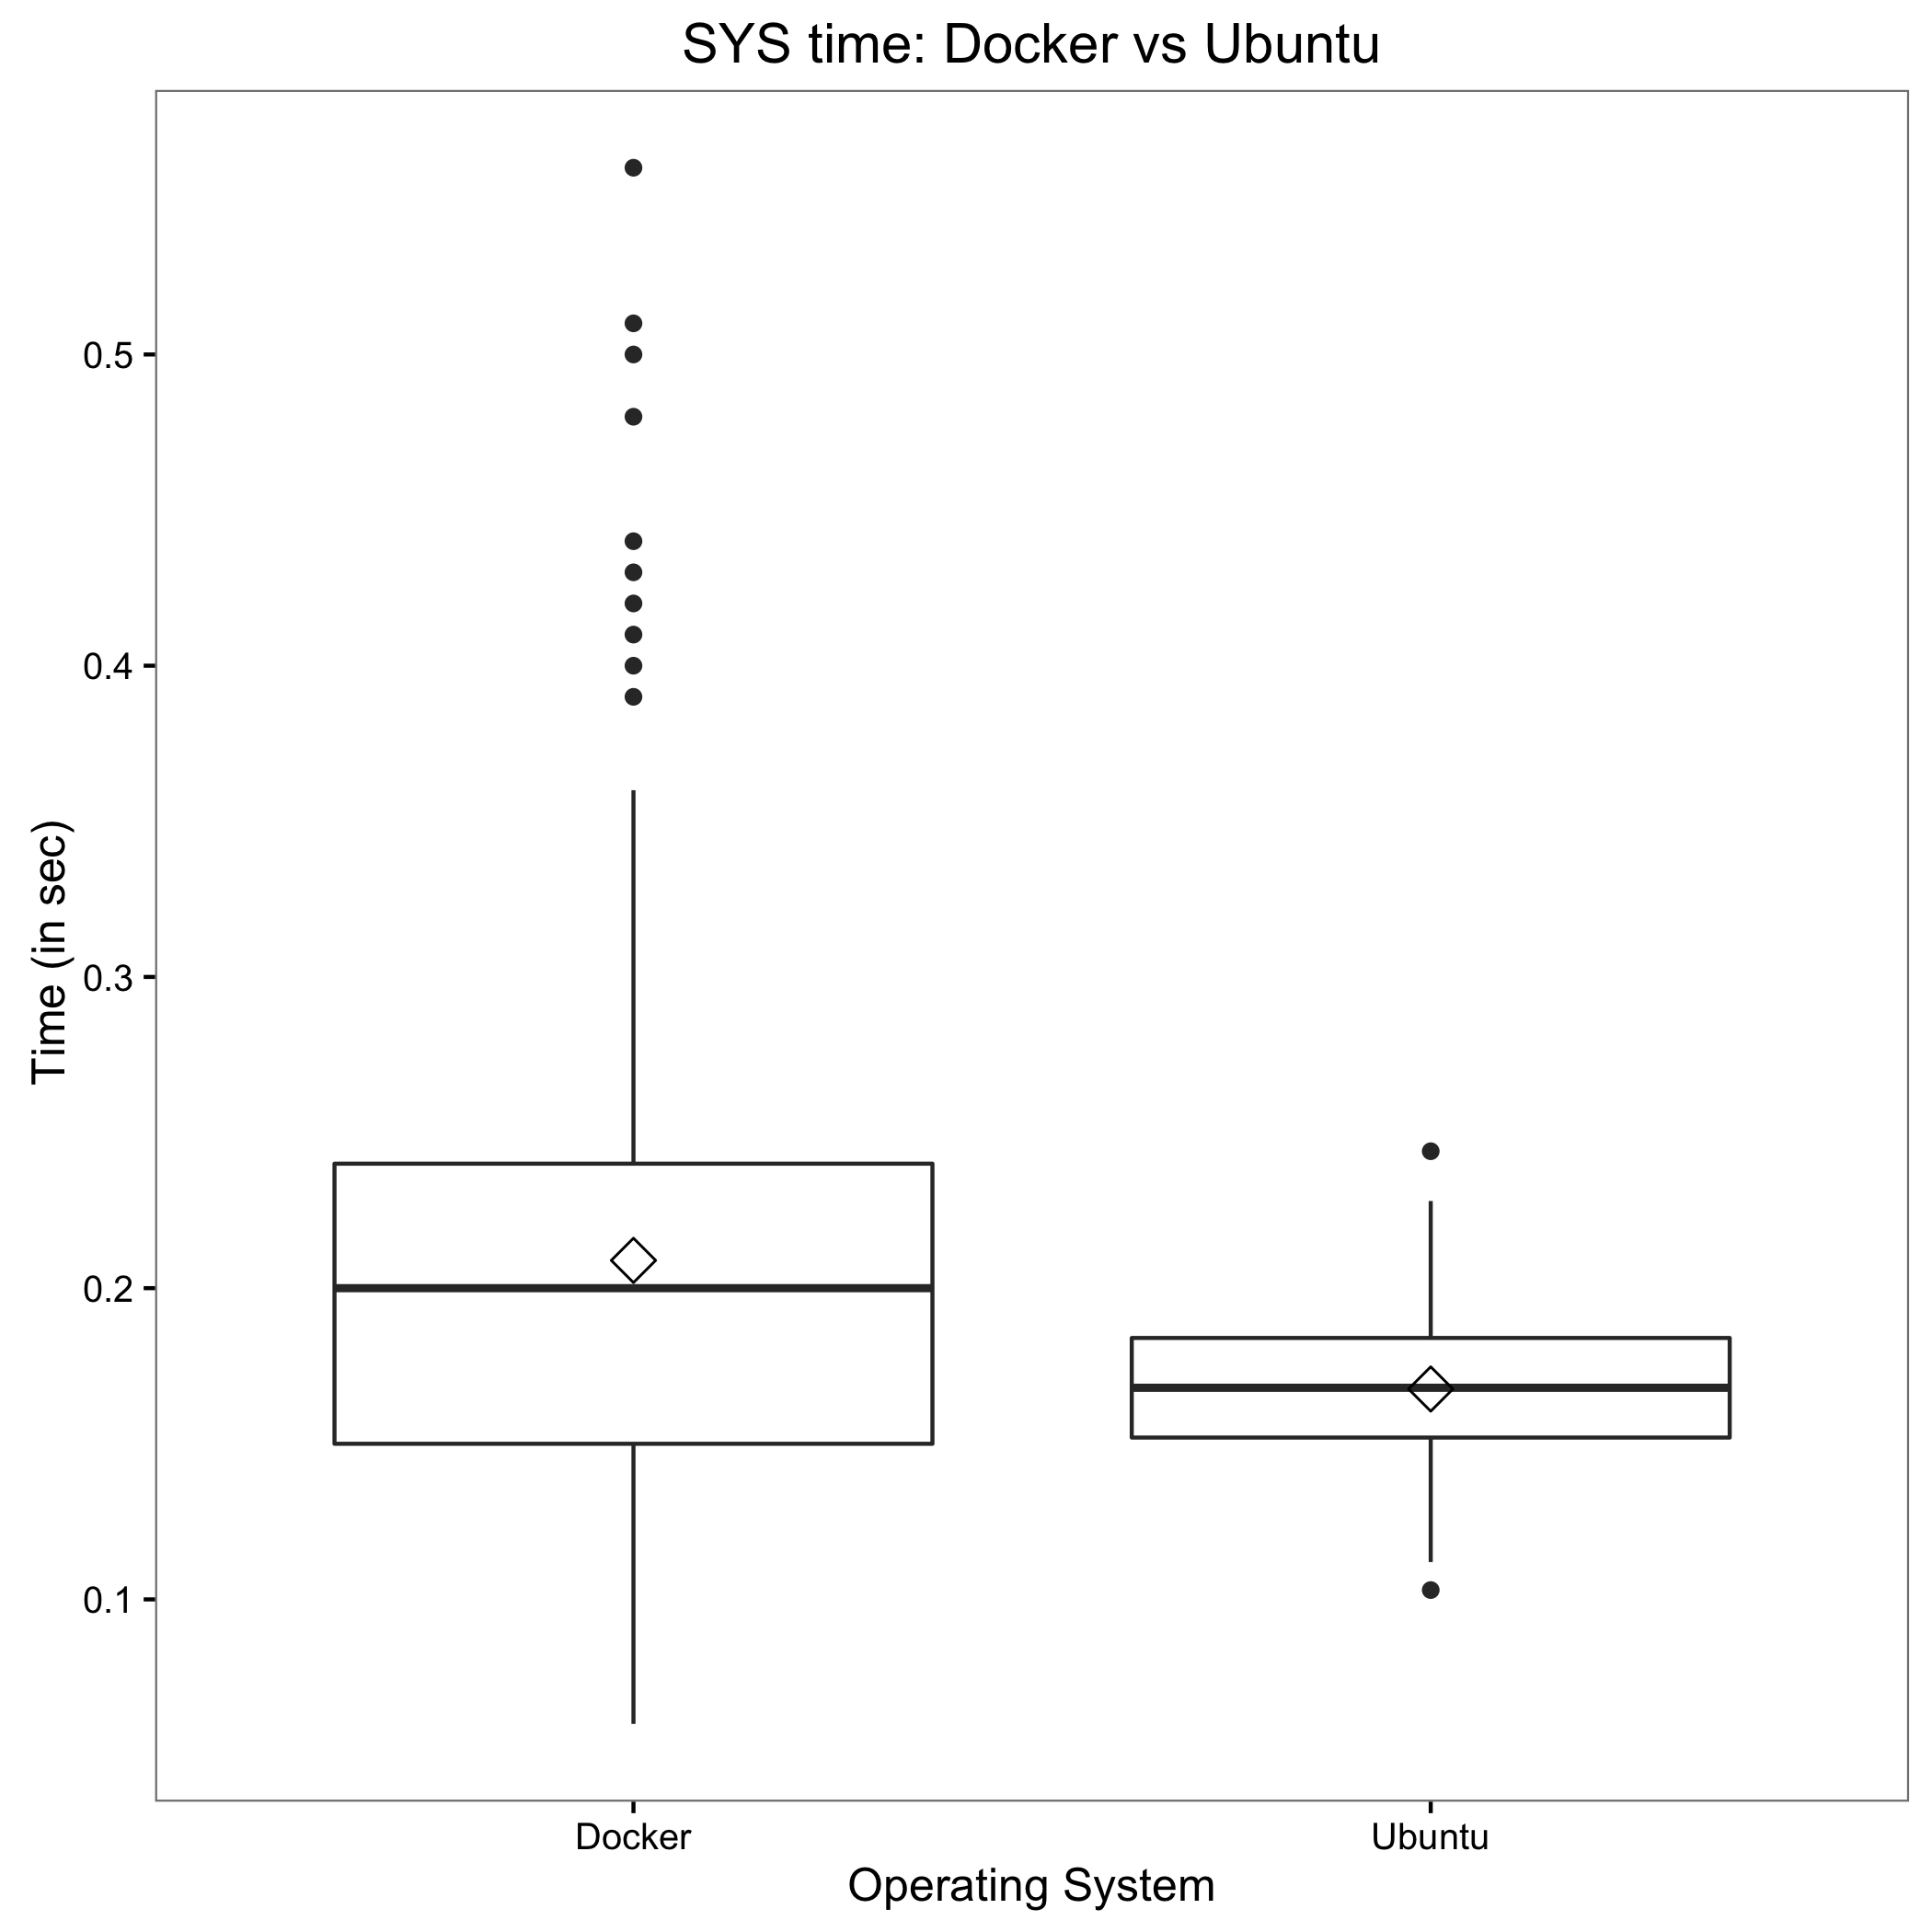 SYS time: Docker vs Ubuntu
0.5
0.4
0.3
0.2
0.1
Time (in sec)
Docker
Ubuntu
Operating System